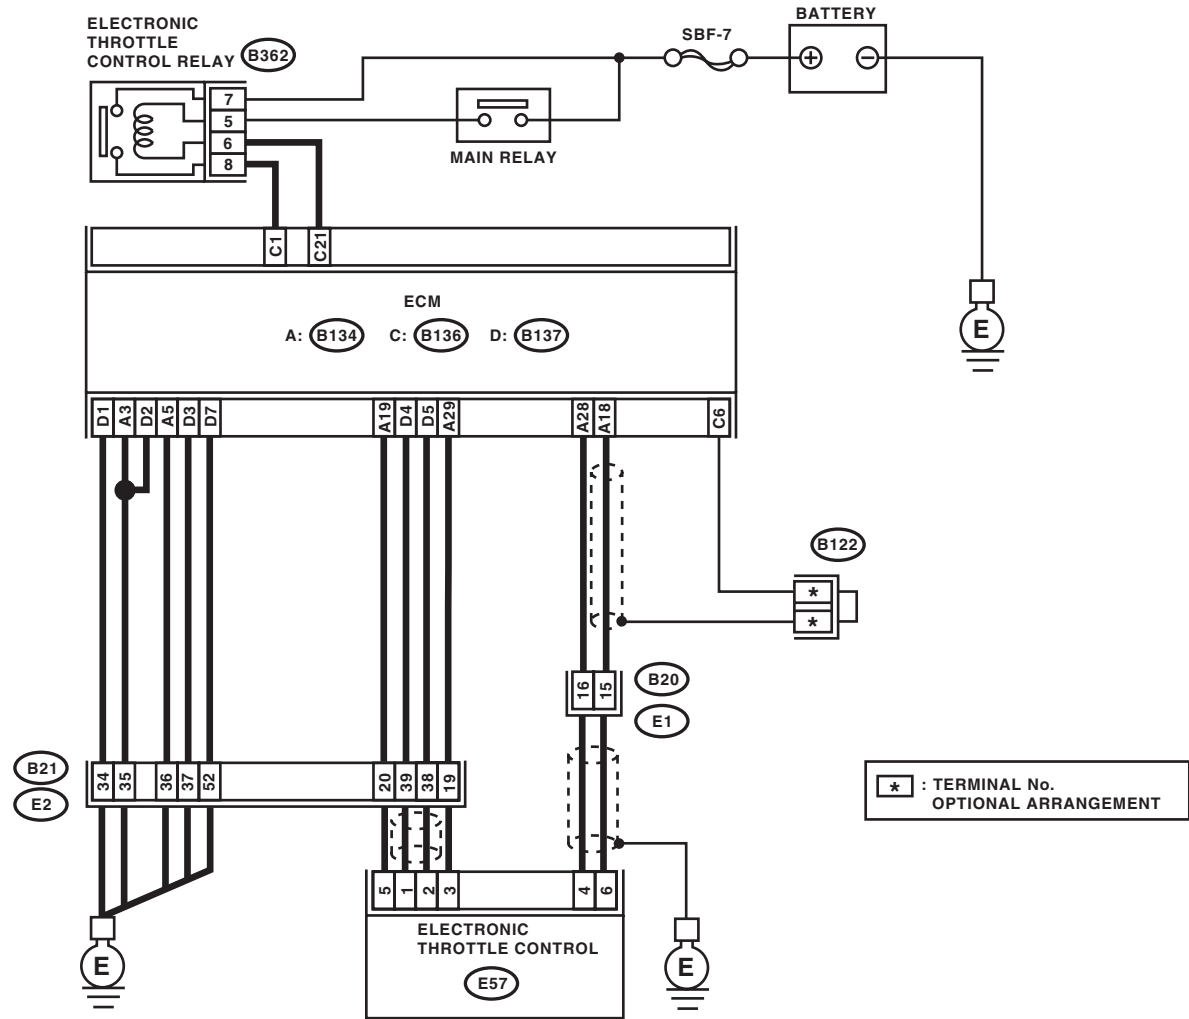 ELECTRONIC
THROTTLE
CONTROL RELAY
B362
SBF-7
BATTERY
7
5
6
8
MAIN RELAY
C1
C21
E
ECM
A: B134 C: B136 D: B137
D1 A3 D2 A5 D3 D7 A19 D4 D5 A29 A28 A18 C6
B122
*
*
16 15
B20
E1
B21
E2
34 35 36 37 52 20 39 38 19
* : TERMINAL No.
OPTIONAL ARRANGEMENT
5 1 2 3 4 6
ELECTRONIC
THROTTLE CONTROL
E57
E
E